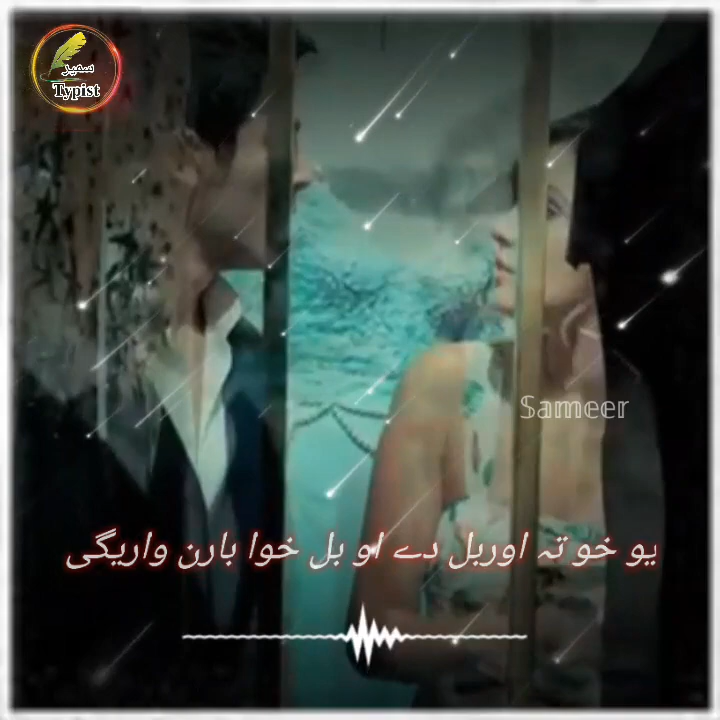 سمیر
Typist
Sameer
یو خو تہ اوربل دے او بل خوا بارن واریگی